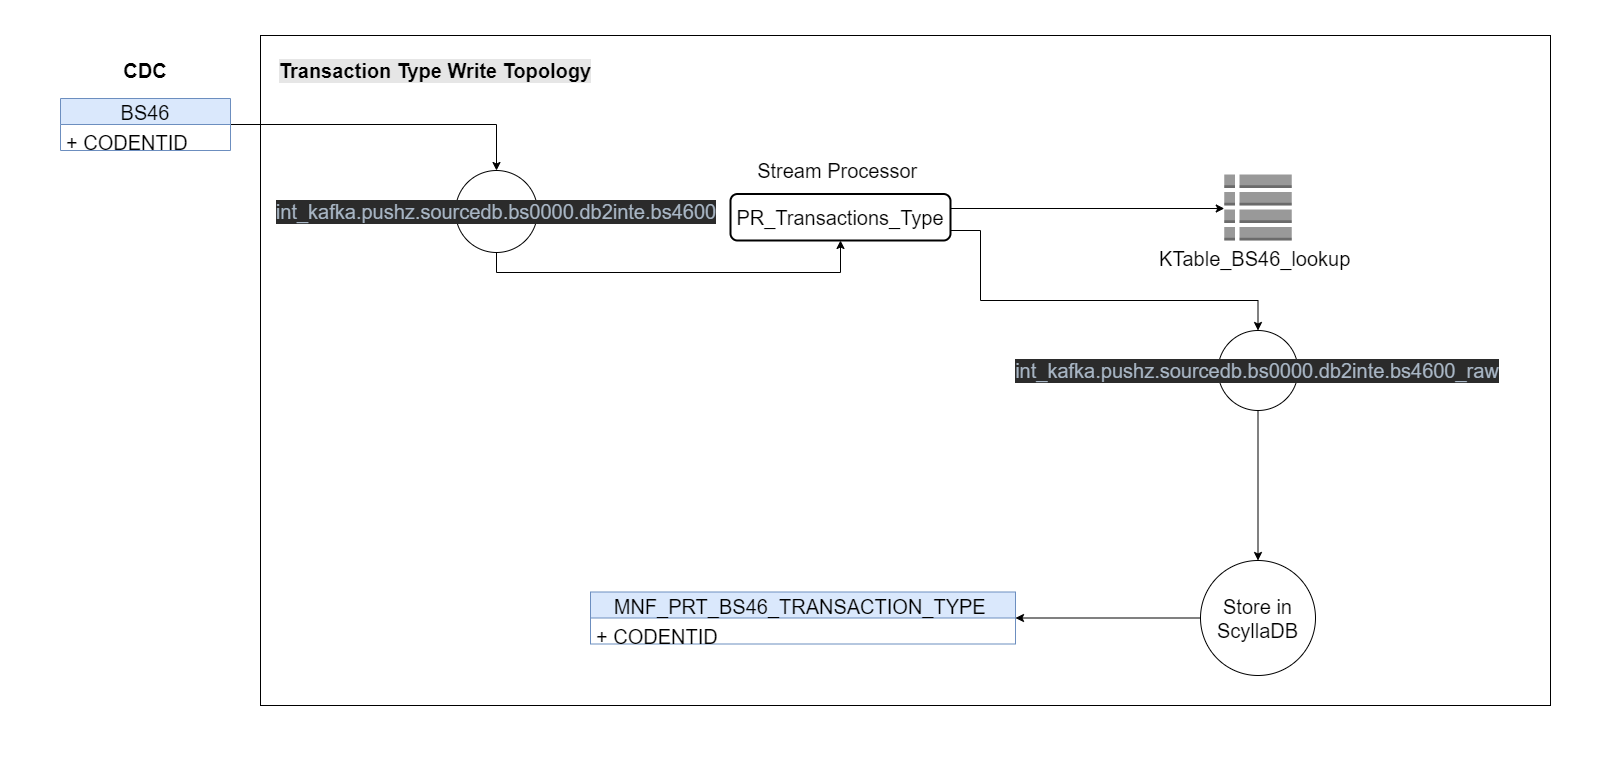 CDC
Transaction Type Write Topology
BS46
+ CODENTID
Stream Processor
int_kafka.pushz.sourcedb.bs0000.db2inte.bs4600
PR_Transactions_Type
KTable_BS46_lookup
int_kafka.pushz.sourcedb.bs0000.db2inte.bs4600_raw
MNF_PRT_BS46_TRANSACTION_TYPE
+ CODENTID
Store in
ScyllaDB